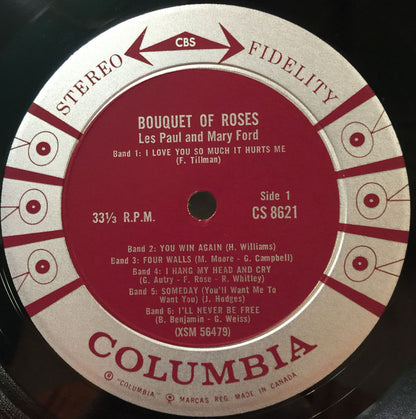 STEREO CBS FIDELITY
BOUQUET OF ROSES
Les Paul and Mary Ford
Band 1: I LOVE YOU SO MUCH IT HURTS ME
(F. Tillman)
33⅓ R.P.M.
Side 1
CS 8621
Band 2: YOU WIN AGAIN (H. Williams)
Band 3: FOUR WALLS (M. Moore - G. Campbell)
Band 4: I HANG MY HEAD AND CRY
(G. Autry - F. Rose - R. Whitley)
Band 5: SOMEDAY (You'll Want Me To
Want You) (J. Hodges)
Band 6: I'LL NEVER BE FREE
(B. Benjamin - G. Weiss)
(XSM 56479)
COLUMBIA
® "COLUMBIA" MARCAS REG. MADE IN CANADA